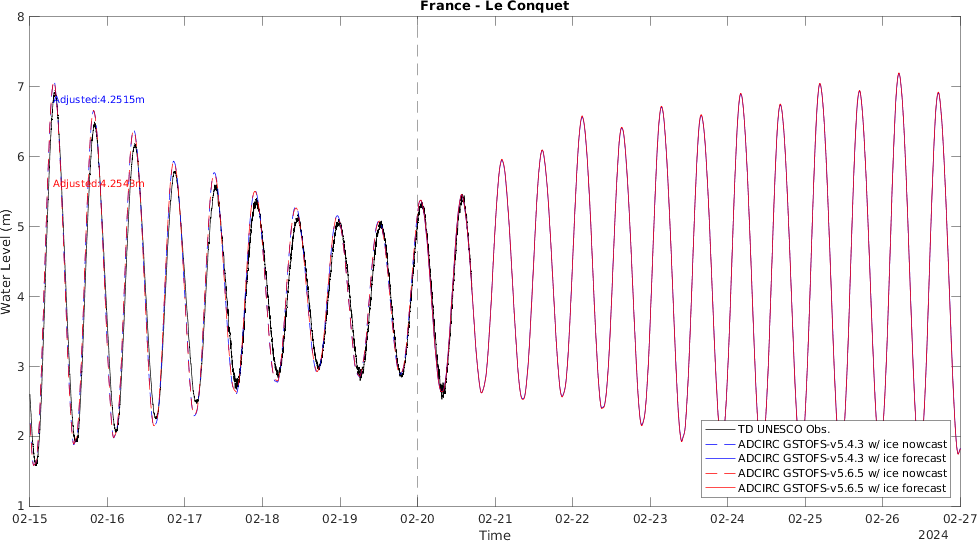 France - Le Conquet
8
7
6
5
4
3
2
1
Water Level (m)
Adjusted:4.2515m
Adjusted:4.2543m
TD UNESCO Obs.
ADCIRC GSTOFS-v5.4.3 w/ ice nowcast
ADCIRC GSTOFS-v5.4.3 w/ ice forecast
ADCIRC GSTOFS-v5.6.5 w/ ice nowcast
ADCIRC GSTOFS-v5.6.5 w/ ice forecast
02-15 02-16 02-17 02-18 02-19 02-20 02-21 02-22 02-23 02-24 02-25 02-26 02-27
Time
2024